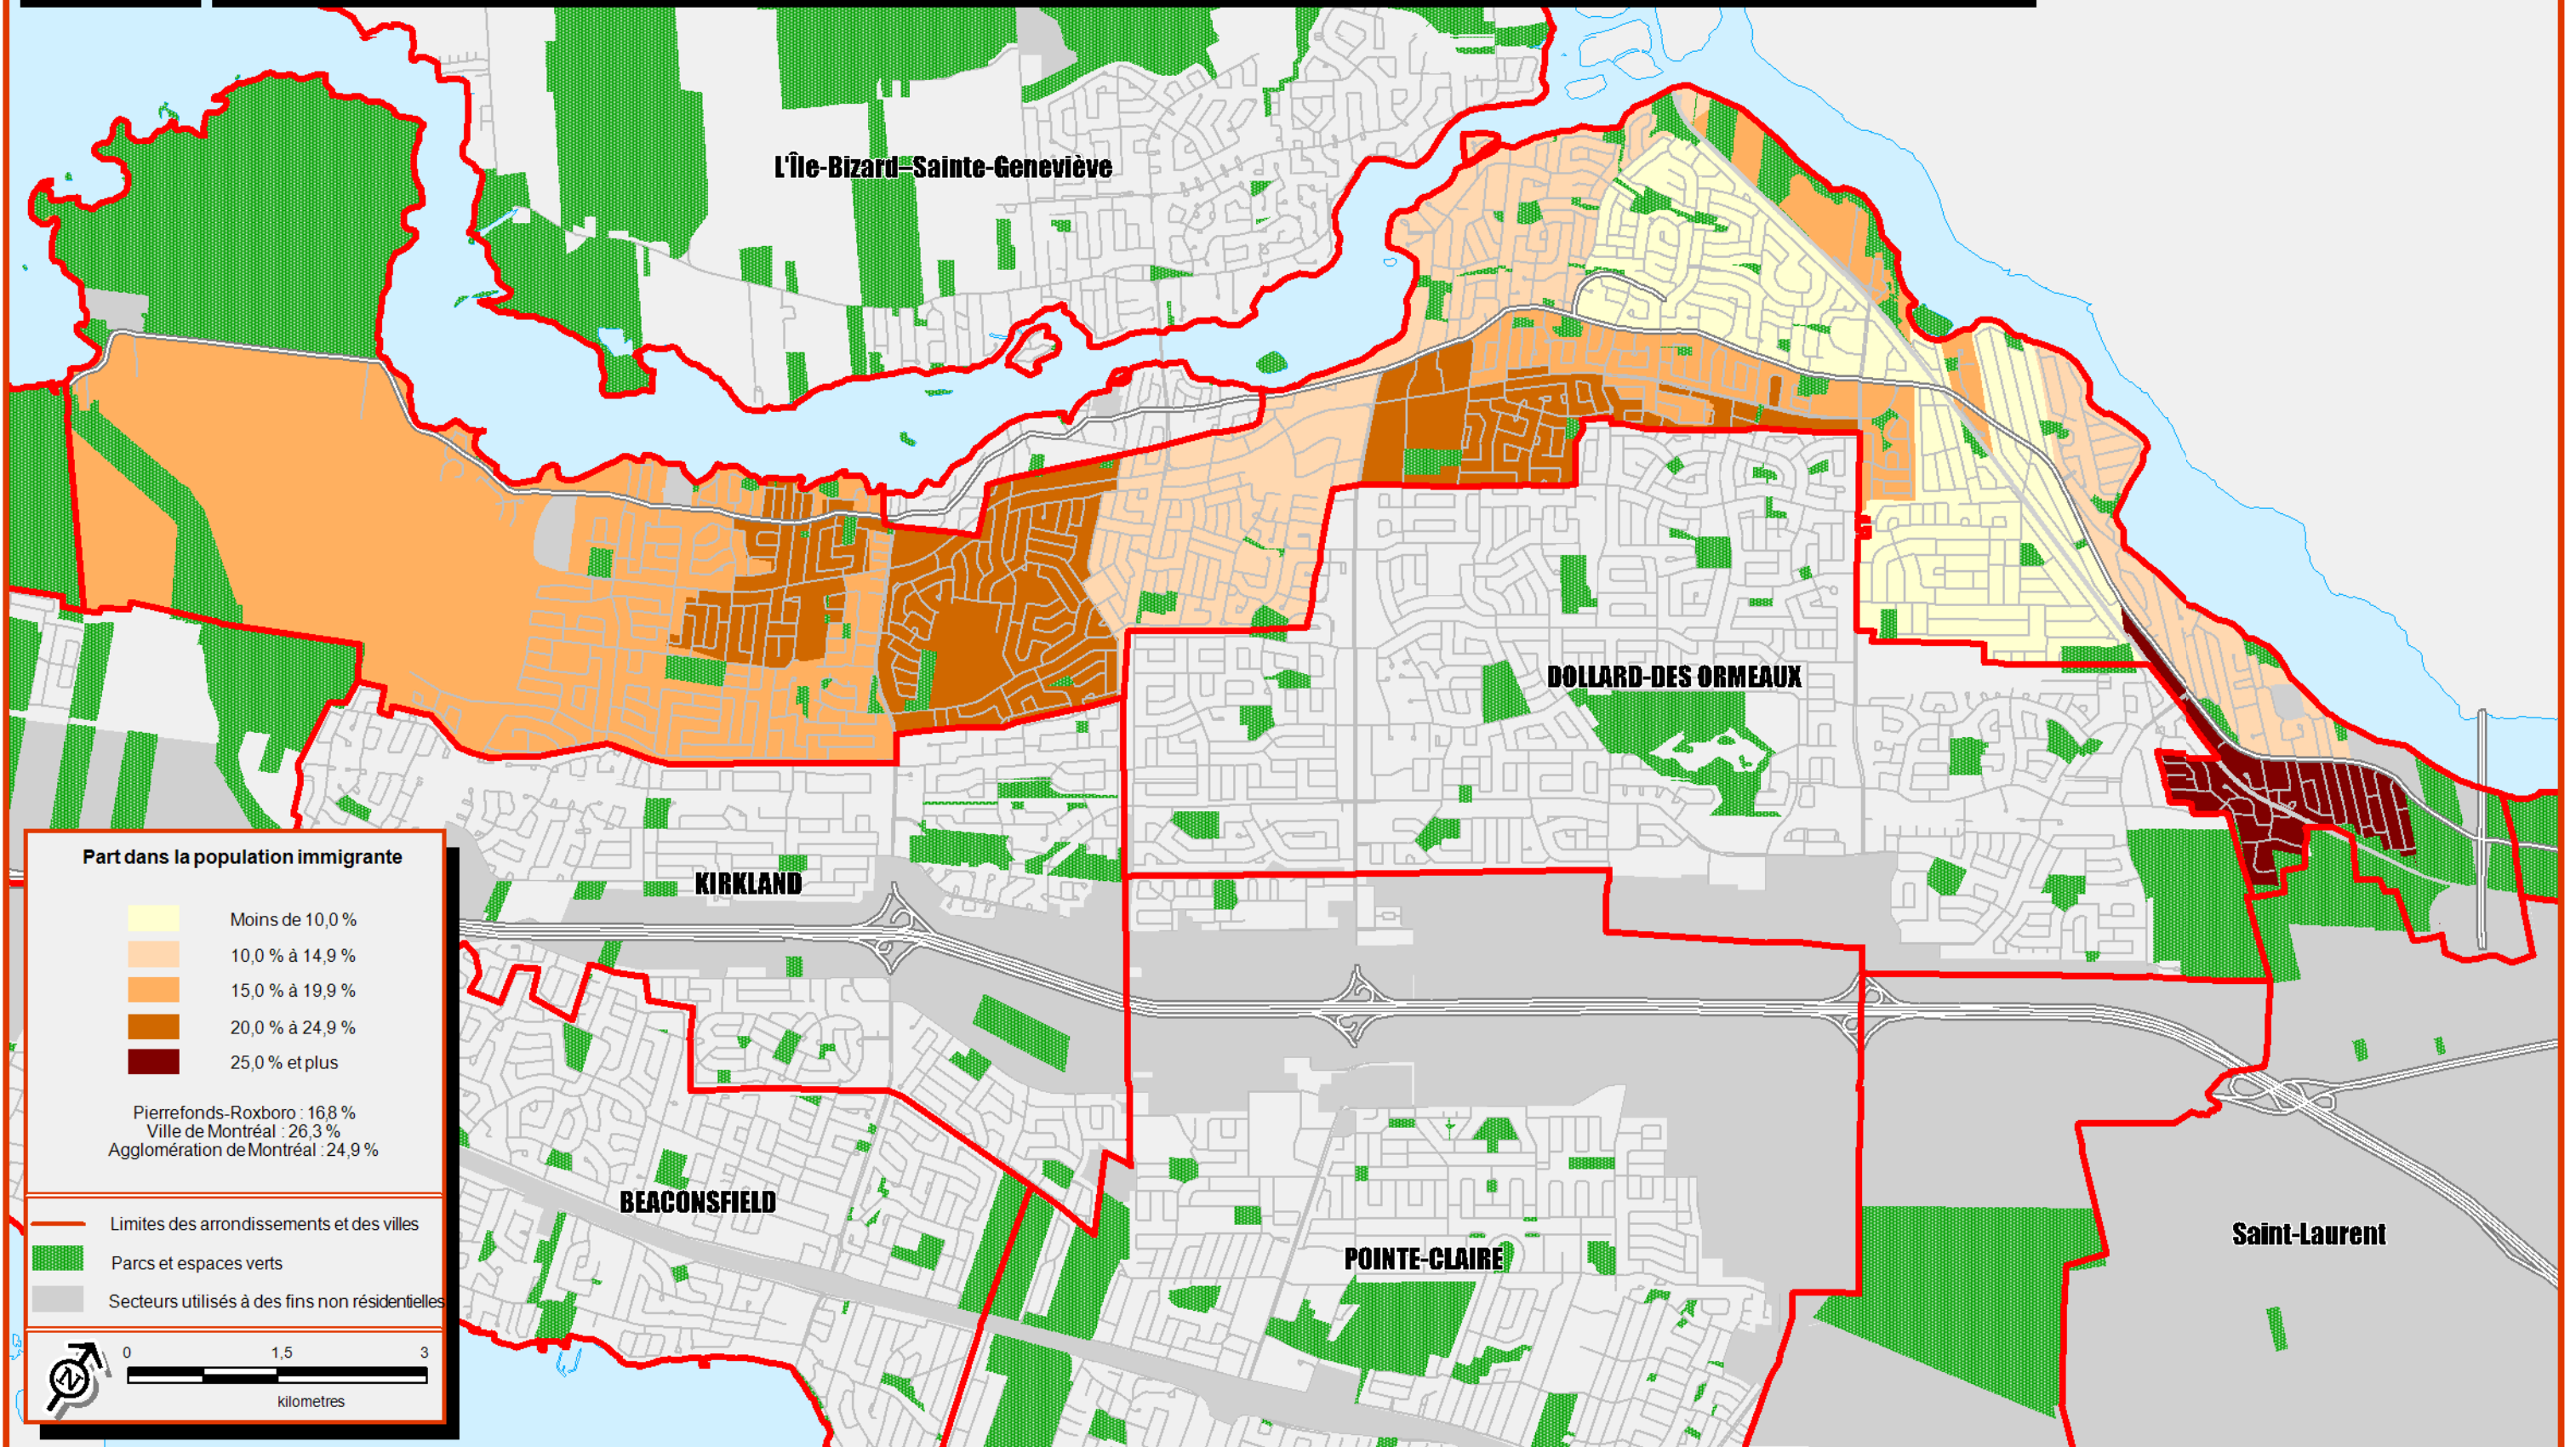 L'Île-Bizard–Sainte-Geneviève
DOLLARD-DES ORMEAUX
KIRKLAND
BEACONSFIELD
POINTE-CLAIRE
Saint-Laurent
Part dans la population immigrante
Moins de 10,0 %
10,0 % à 14,9 %
15,0 % à 19,9 %
20,0 % à 24,9 %
25,0 % et plus
Pierrefonds-Roxboro : 16,8 %
Ville de Montréal : 26,3 %
Agglomération de Montréal : 24,9 %
Limites des arrondissements et des villes
Parcs et espaces verts
Secteurs utilisés à des fins non résidentielles
N
0 1,5 3
kilometres